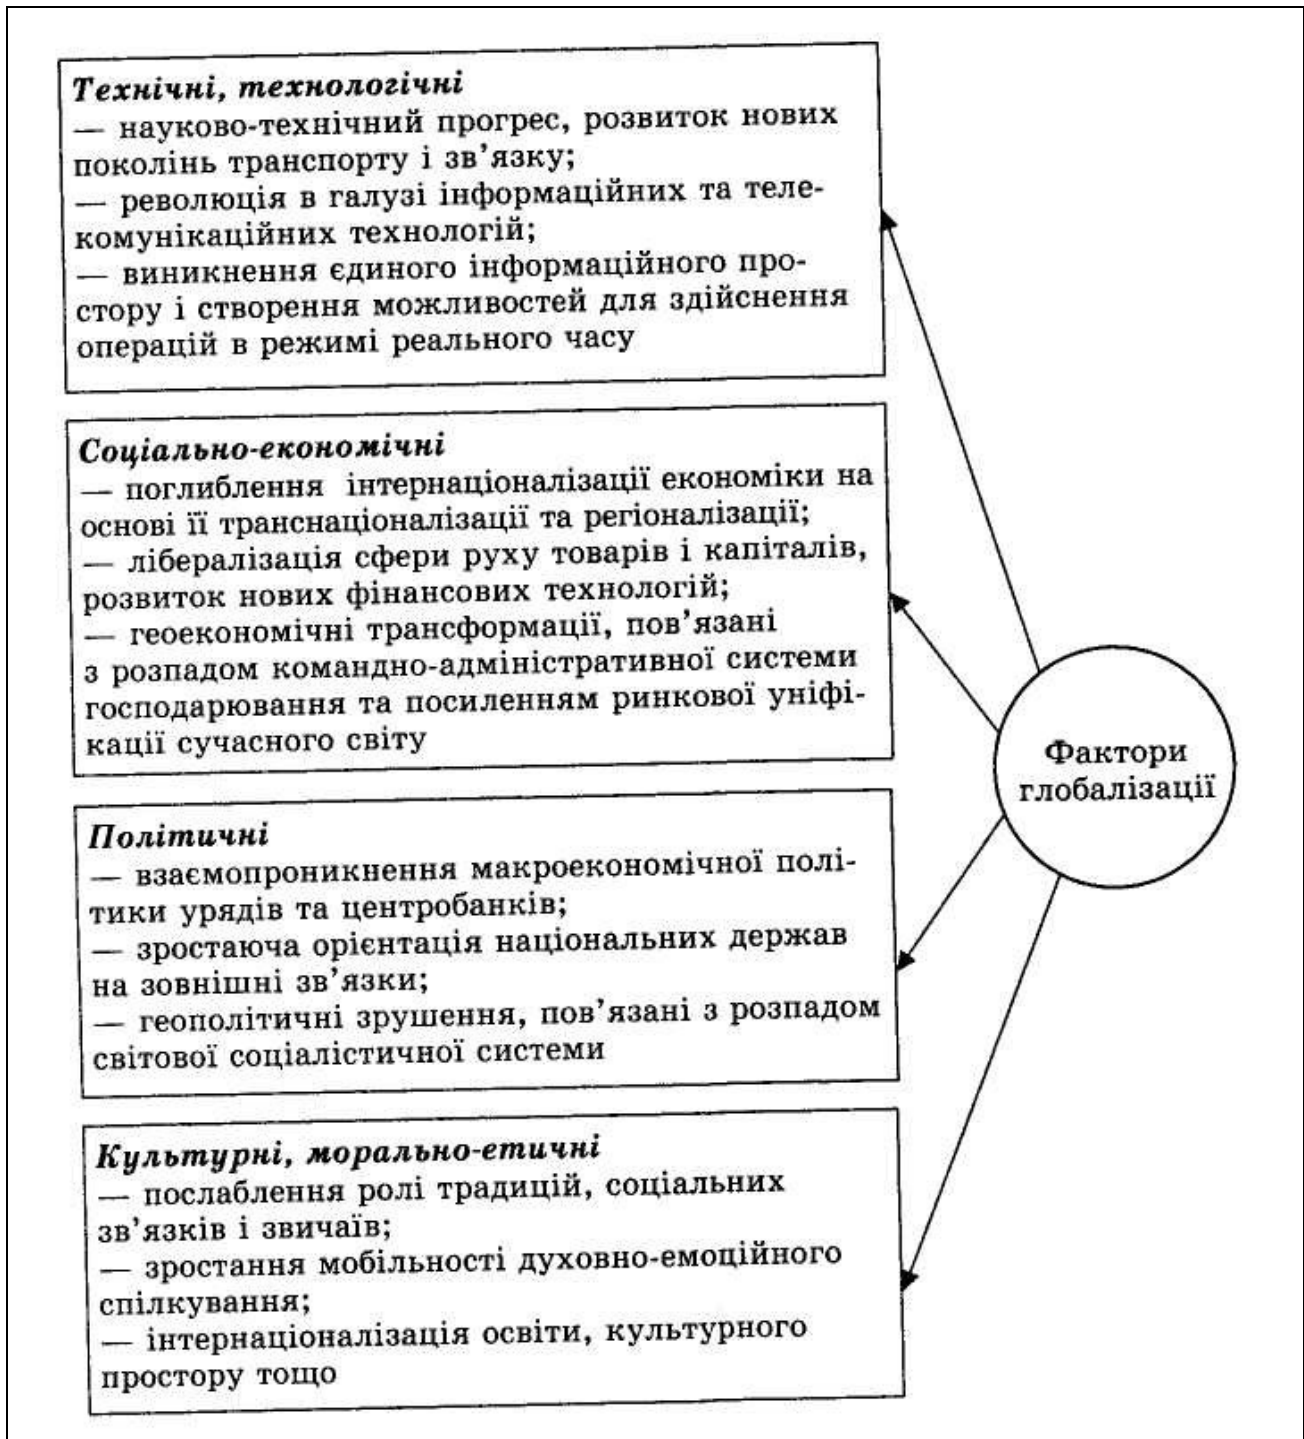 Технічні, технологічні
— науково-технічний прогрес, розвиток нових
поколінь транспорту і зв’язку;
— революція в галузі інформаційних та теле-
комунікаційних технологій;
— виникнення єдиного інформаційного про-
стору і створення можливостей для здійснення
операцій в режимі реального часу
Соціально-економічні
— поглиблення інтернаціоналізації економіки на
основі її транснаціоналізації та регіоналізації;
— лібералізація сфери руху товарів і капіталів,
розвиток нових фінансових технологій;
— геоекономічні трансформації, пов’язані
з розпадом командно-адміністративної системи
господарювання та посиленням ринкової уніфі-
кації сучасного світу
Політичні
— взаємопроникнення макроекономічної полі-
тики урядів та центробанків;
— зростаюча орієнтація національних держав
на зовнішні зв’язки;
— геополітичні зрушення, пов’язані з розпадом
світової соціалістичної системи
Культурні, морально-етичні
— послаблення ролі традицій, соціальних
зв’язків і звичаїв;
— зростання мобільності духовно-емоційного
спілкування;
— інтернаціоналізація освіти, культурного
простору тощо
Фактори
глобалізації